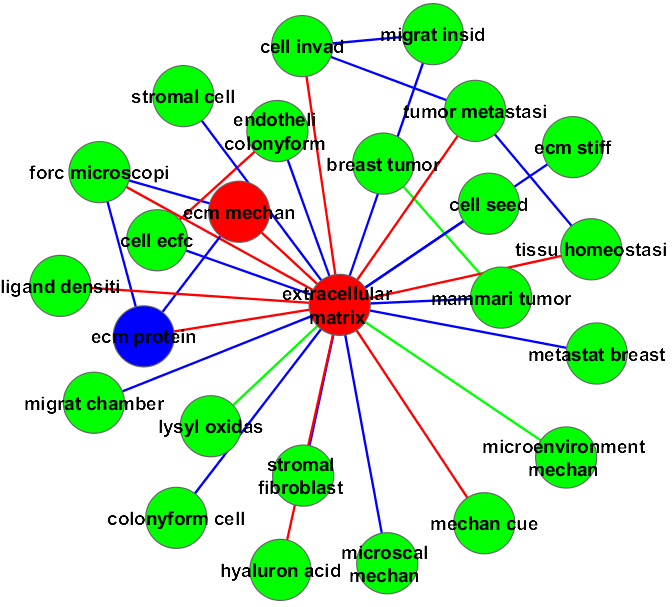 migrat insid
cell invad
stromal cell
tumor metastasi
endotheli
colonyform
ecm stiff
breast tumor
forc microscopi
cell seed
ecm mechan
cell ecfc
tissu homeostasi
ligand densiti
extracellular
matrix
mammari tumor
ecm protein
metastat breast
migrat chamber
lysyl oxidas
microenvironment
mechan
stromal
fibroblast
colonyform cell
mechan cue
microscal
mechan
hyaluron acid